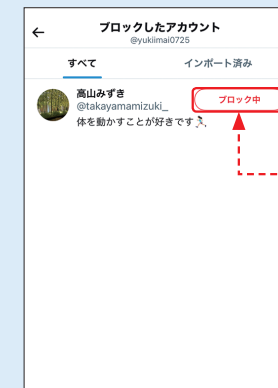 ブロックしたアカウント
@yukiimai0725
すべて
インポート済み
高山みずき
@takayamamizuki_
ブロック中
体を動かすことが好きです🏃.